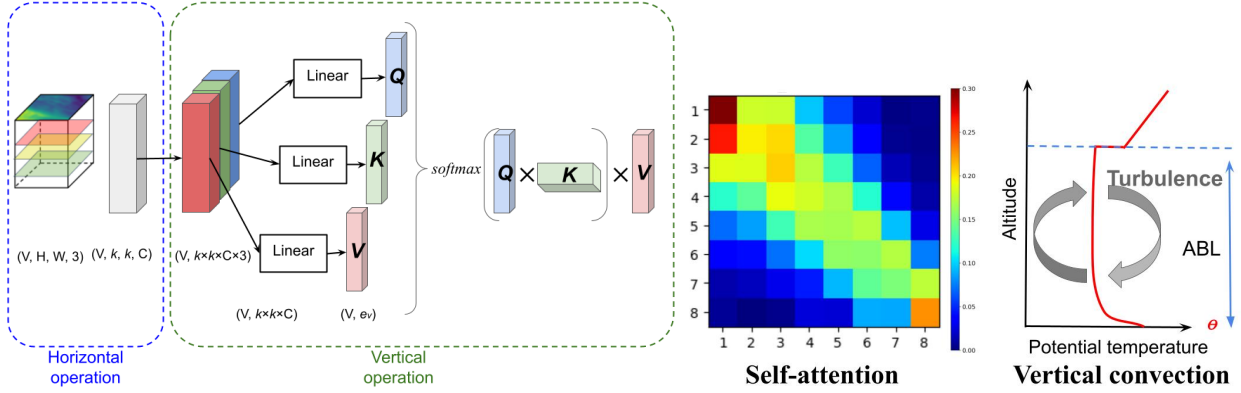 (V, H, W, 3)
(V, k, k, C)
Horizontal
operation
(V, k×k×C×3)
Linear
Linear
Linear
Q
K
V
(V, k×k×C)
(V, eᵥ)
softmax
Q × K × V
Vertical
operation
1
2
3
4
5
6
7
8
1 2 3 4 5 6 7 8
0.30
0.25
0.20
0.15
0.10
0.05
0.00
Self-attention
Altitude
Turbulence
ABL
θ
Potential temperature
Vertical convection